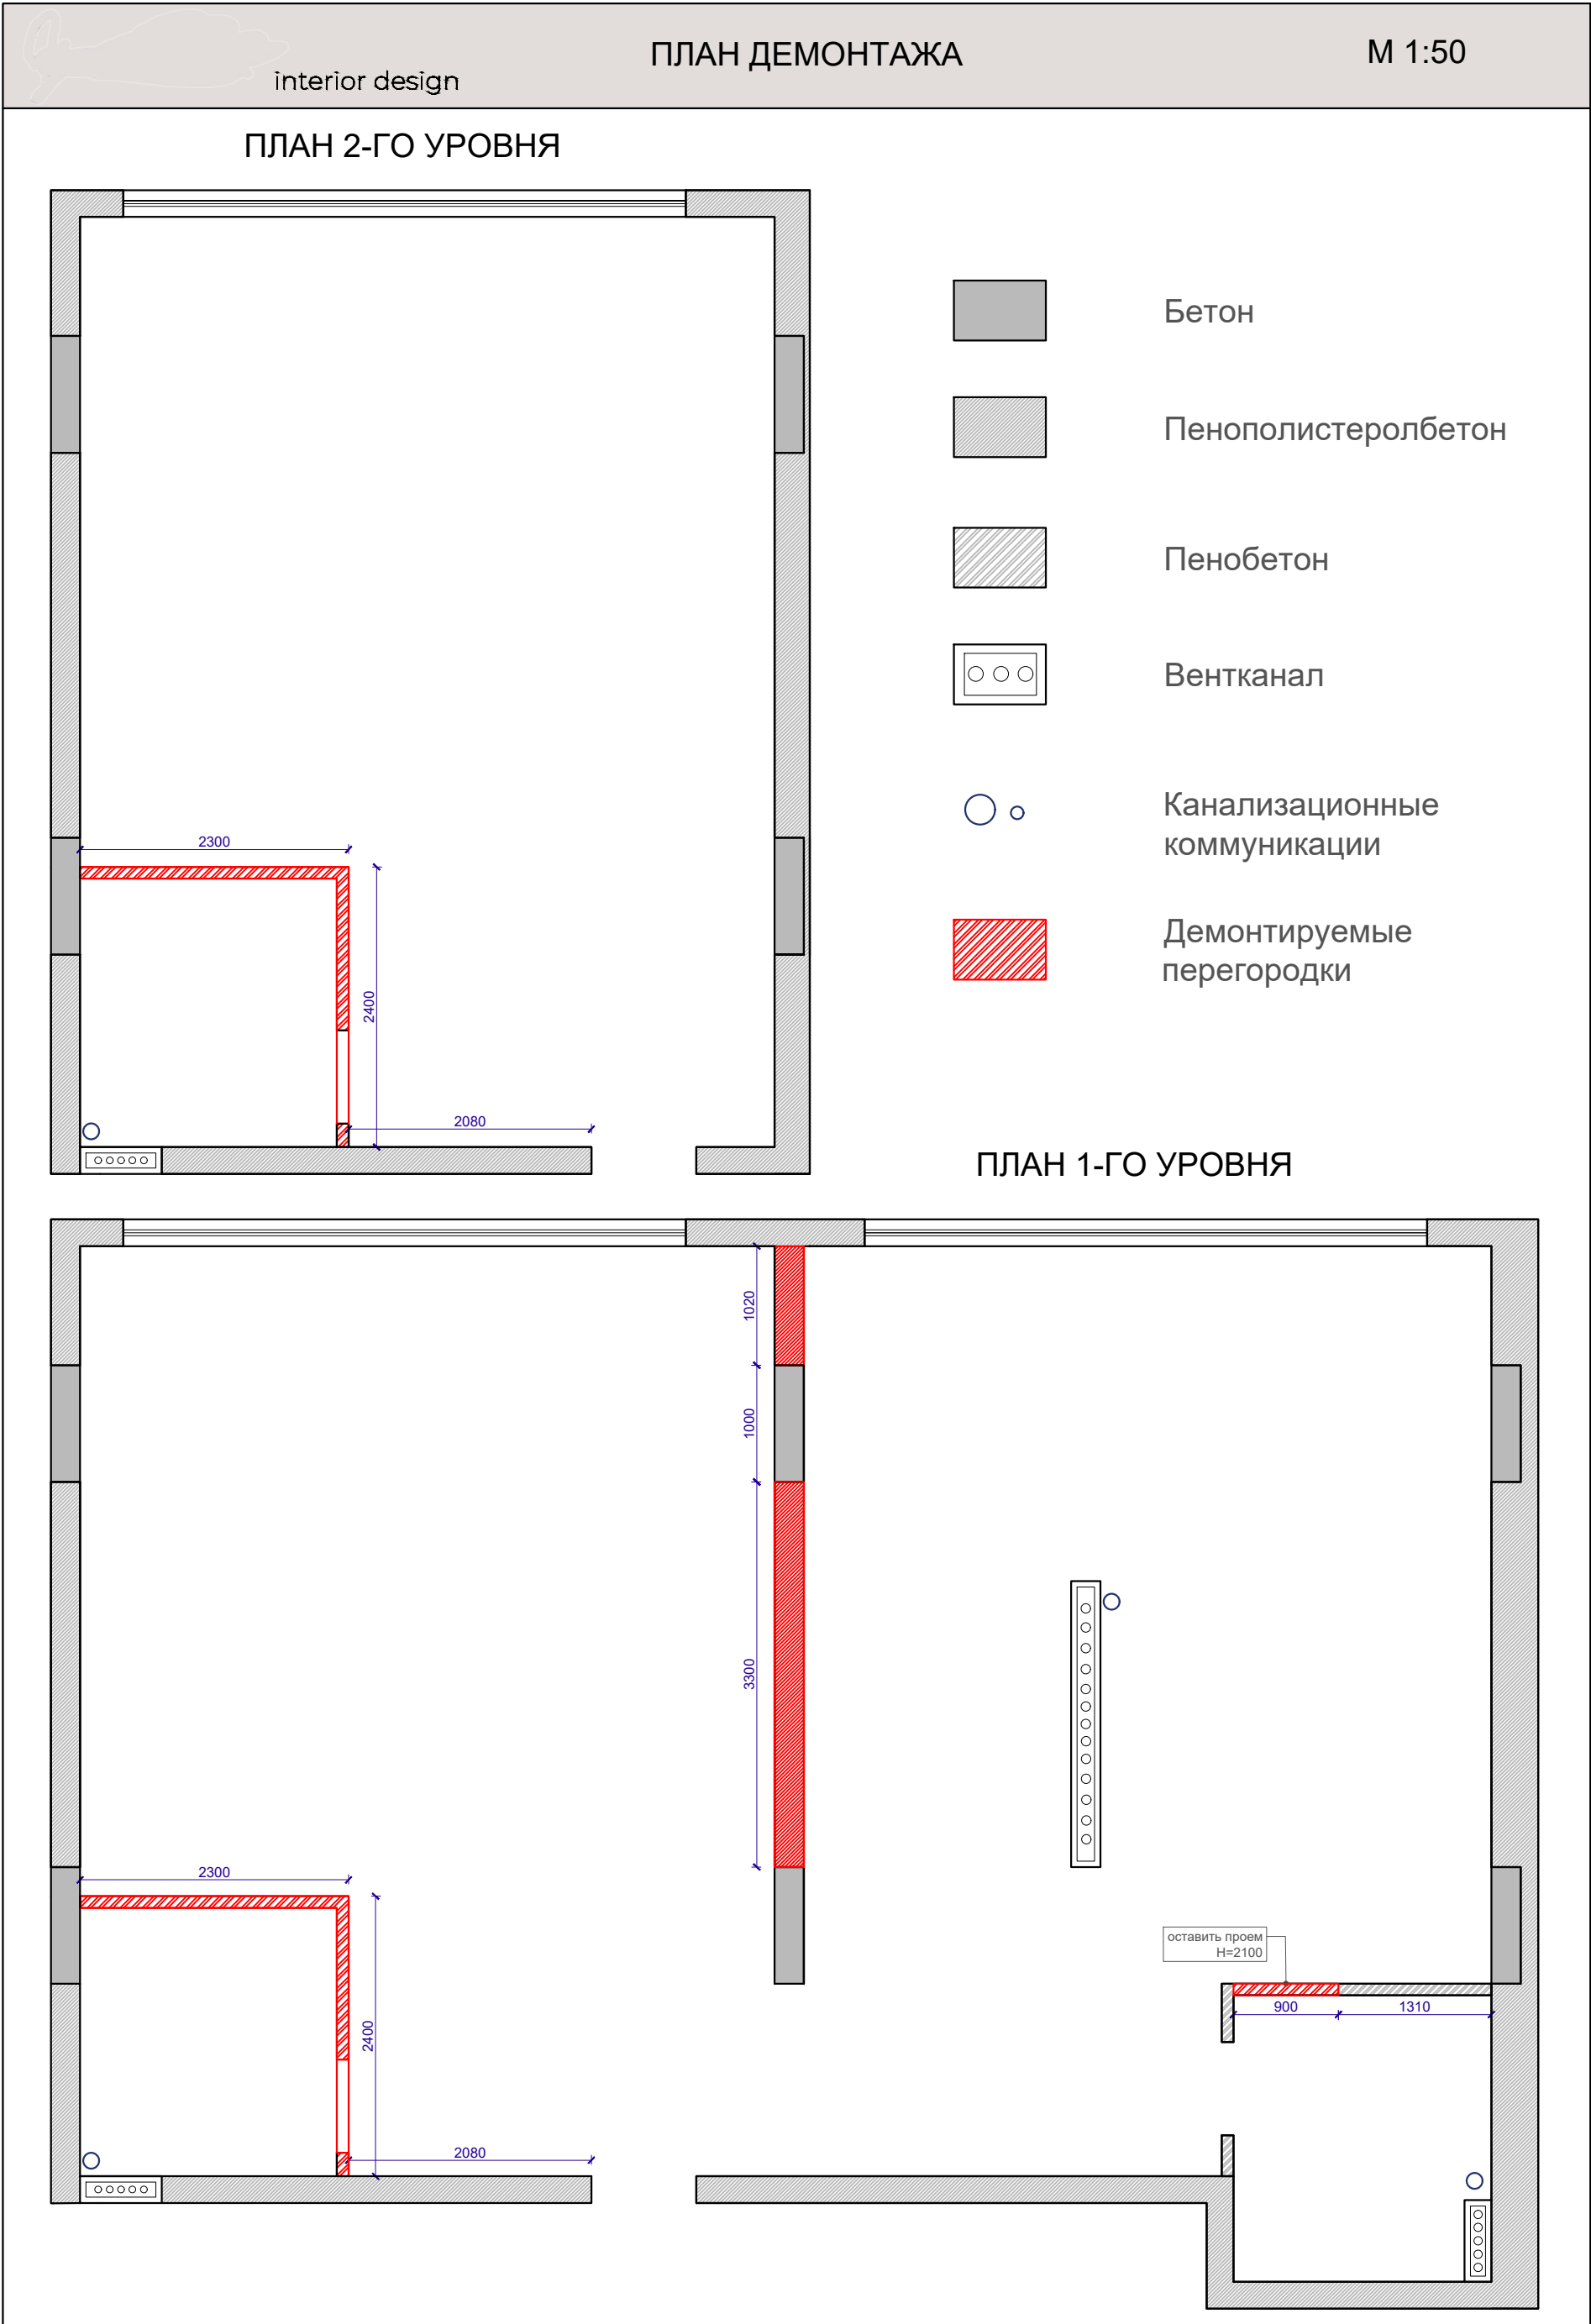 interior design
ПЛАН ДЕМОНТАЖА
М 1:50
ПЛАН 2-ГО УРОВНЯ
Бетон
Пенополистеролбетон
Пенобетон
Вентканал
Канализационные
коммуникации
Демонтируемые
перегородки
2300
2400
2080
ПЛАН 1-ГО УРОВНЯ
1020
1000
3300
2300
2400
2080
оставить проем
Н=2100
900
1310